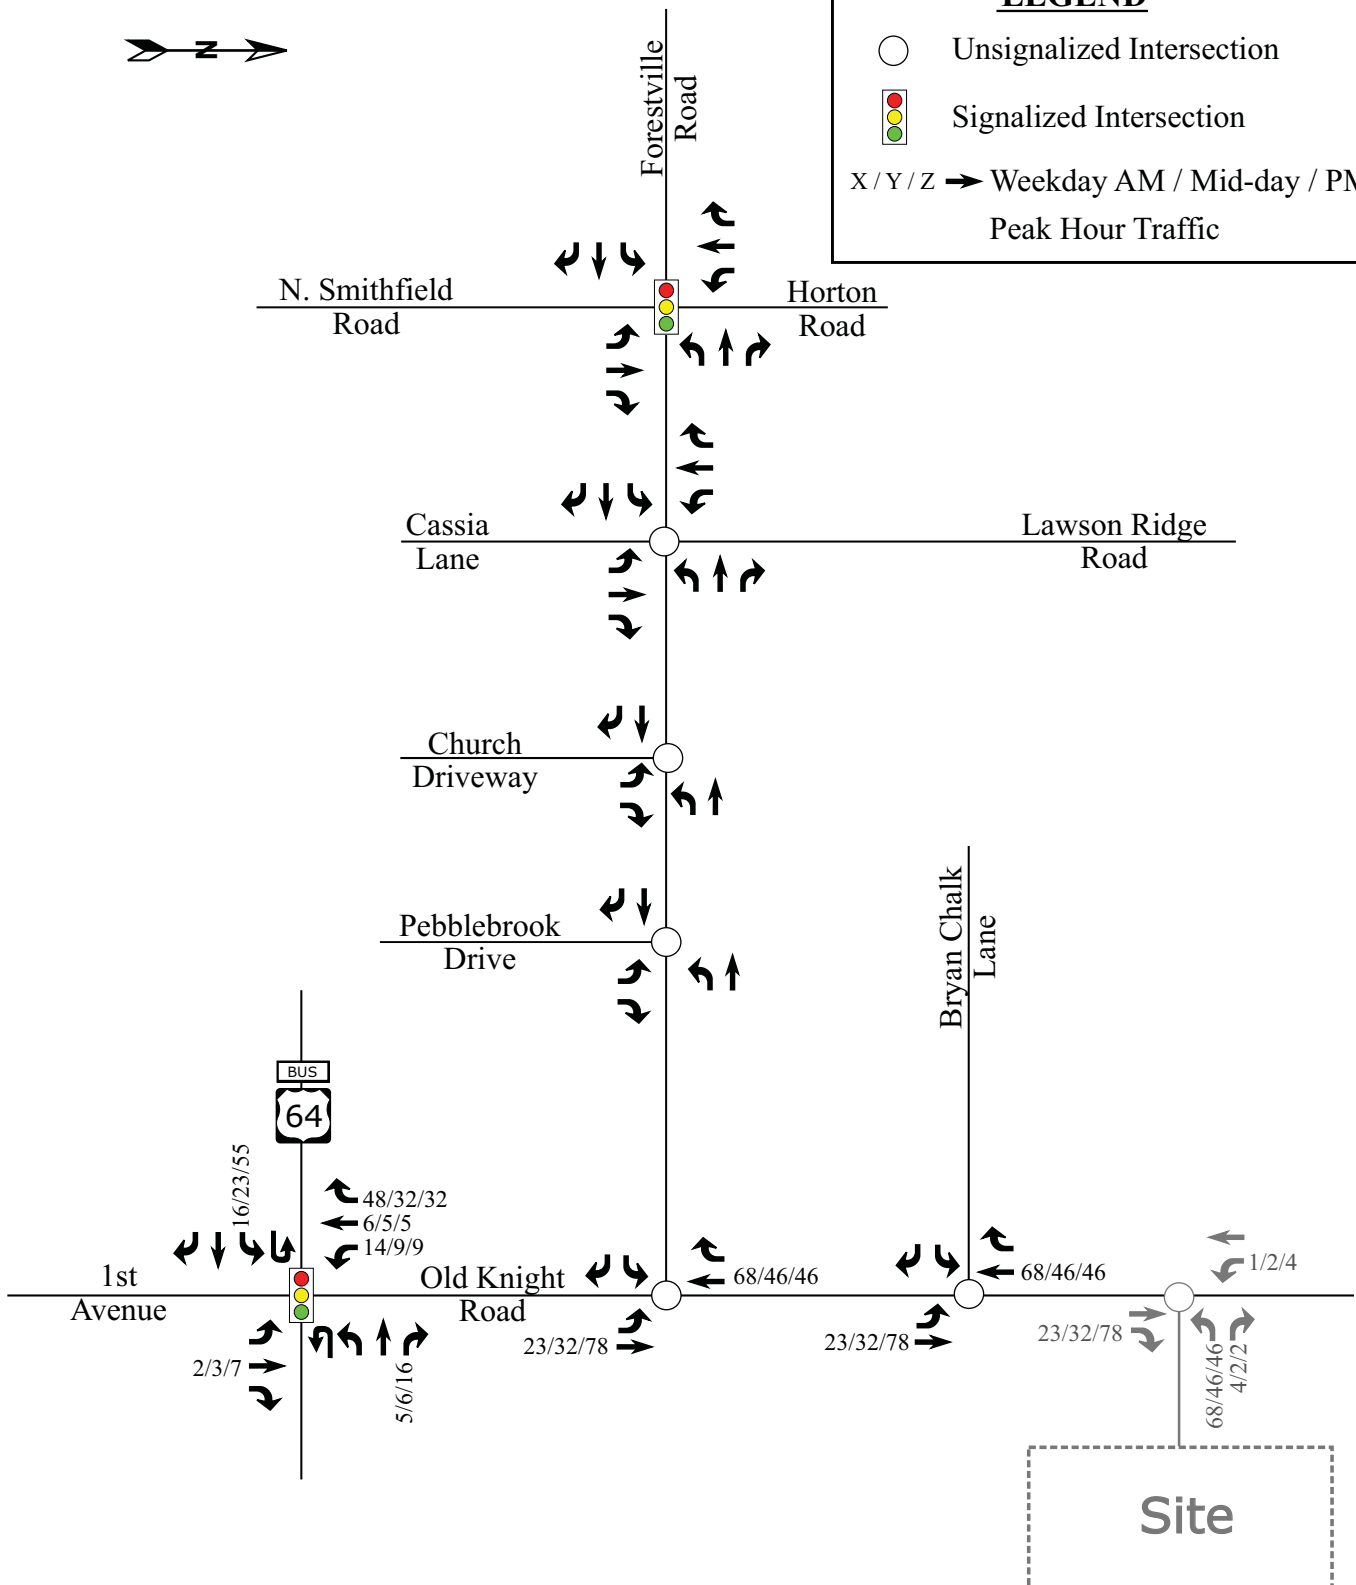 LEGEND
Unsignalized Intersection
Signalized Intersection
X / Y / Z
Weekday AM / Mid-day / PM
Peak Hour Traffic
N
Forestville
Road
N. Smithfield
Road
Horton
Road
Cassia
Lane
Lawson Ridge
Road
Church
Driveway
Pebblebrook
Drive
Bryan Chalk
Lane
BUS
64
16/23/55
48/32/32
6/5/5
14/9/9
1st
Avenue
Old Knight
Road
2/3/7
5/6/16
68/46/46
23/32/78
68/46/46
23/32/78
1/2/4
23/32/78
68/46/46
4/2/2
Site